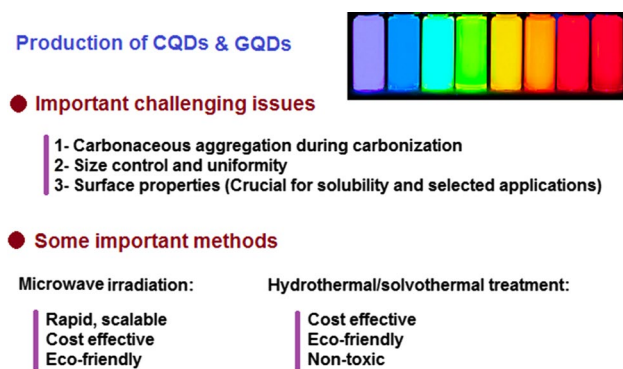 Production of CQDs & GQDs
Important challenging issues
1- Carbonaceous aggregation during carbonization
2- Size control and uniformity
3- Surface properties (Crucial for solubility and selected applications)
Some important methods
Microwave irradiation:
Rapid, scalable
Cost effective
Eco-friendly
Hydrothermal/solvothermal treatment:
Cost effective
Eco-friendly
Non-toxic